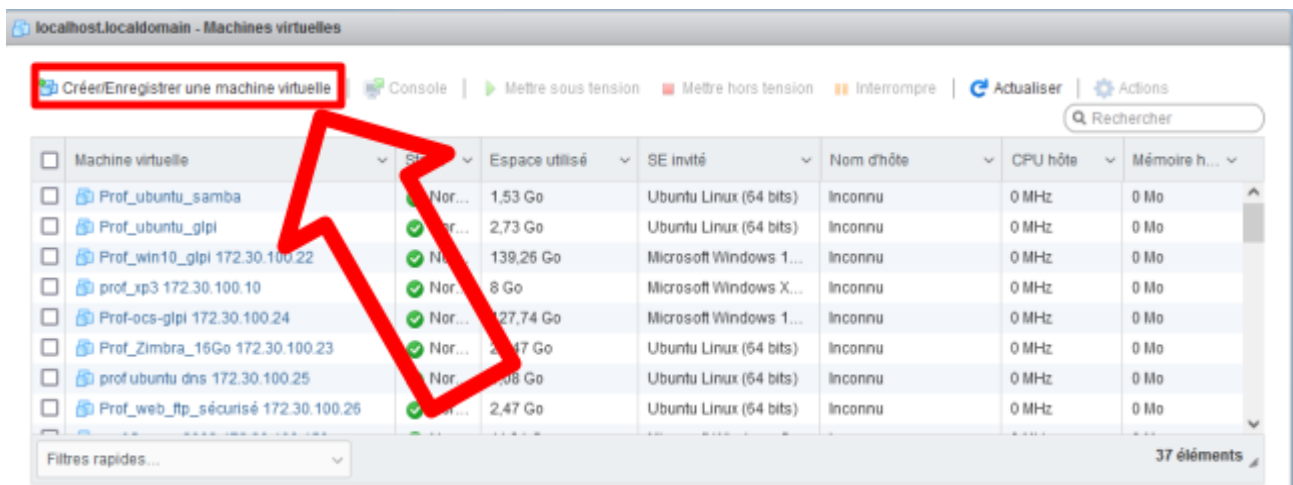 localhost.localdomain - Machines virtuelles
Créer/Enregistrer une machine virtuelle | Console | Mettre sous tension Mettre hors tension Interrompre | Actualiser | Actions
Rechercher
Machine virtuelle Espace utilisé SE invité Nom d'hôte CPU hôte Mémoire h...
Prof_ubuntu_samba Nor... 1,53 Go Ubuntu Linux (64 bits) Inconnu 0 MHz 0 Mo
Prof_ubuntu_glpi 2,73 Go Ubuntu Linux (64 bits) Inconnu 0 MHz 0 Mo
Prof_win10_glpi 172.30.100.22 139,26 Go Microsoft Windows 1... Inconnu 0 MHz 0 Mo
prof_xp3 172.30.100.10 Nor... 8 Go Microsoft Windows X... Inconnu 0 MHz 0 Mo
Prof-ocs-glpi 172.30.100.24 Nor... 127,74 Go Microsoft Windows 1... Inconnu 0 MHz 0 Mo
Prof_Zimbra_16Go 172.30.100.23 Nor... Go Ubuntu Linux (64 bits) Inconnu 0 MHz 0 Mo
prof ubuntu dns 172.30.100.25 Nor... Go Ubuntu Linux (64 bits) Inconnu 0 MHz 0 Mo
Prof_web_ftp_sécurisé 172.30.100.26 2,47 Go Ubuntu Linux (64 bits) Inconnu 0 MHz 0 Mo
Filtres rapides... 37 éléments